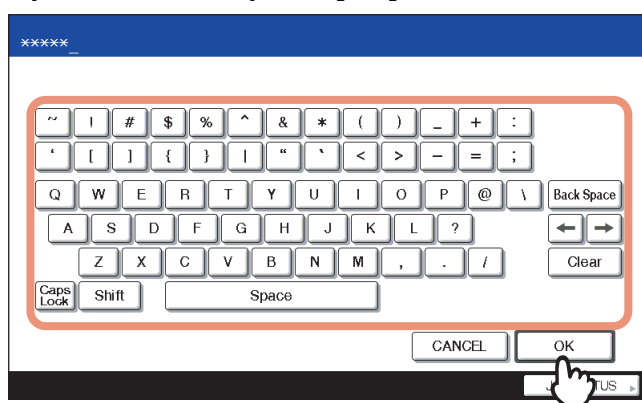 *****_
~ ! # $ % ^ & * ( ) _ + :
‘ [ ] { } | “ ` < > – = ;
Q W E R T Y U I O P @ \ Back Space
A S D F G H J K L ? ← →
Z X C V B N M , . / Clear
Caps Lock Shift Space
CANCEL OK